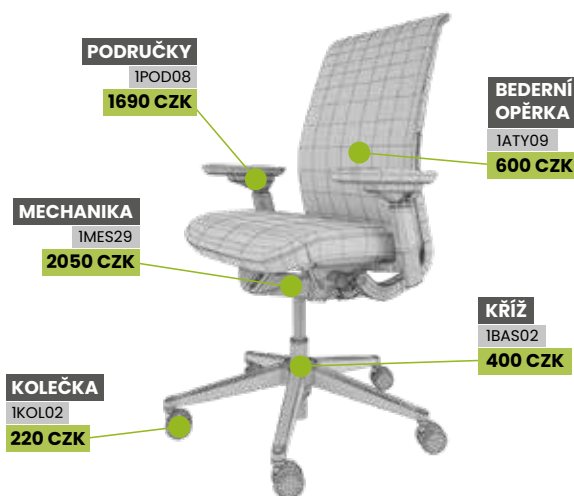 PODRUČKY
1POD08
1690 CZK
BEDERNÍ
OPĚRKA
1ATY09
600 CZK
MECHANIKA
1MES29
2050 CZK
KŘÍŽ
1BAS02
400 CZK
KOLEČKA
1KOL02
220 CZK